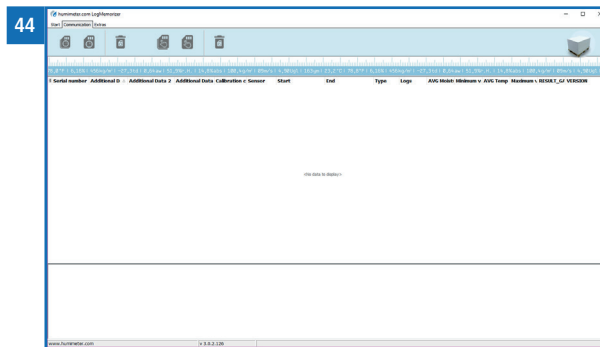 44
humimeter.com LogMemorizer
Start Communication Extras
Serial number Additional D Additional Data 2 Additional Data Calibration c Sensor Start End Type Logs AVG Moist Minimum v AVG Temp Maximum v RESULT_G VERSION
<No data to display>
www.humimeter.com v 3.0.2.126